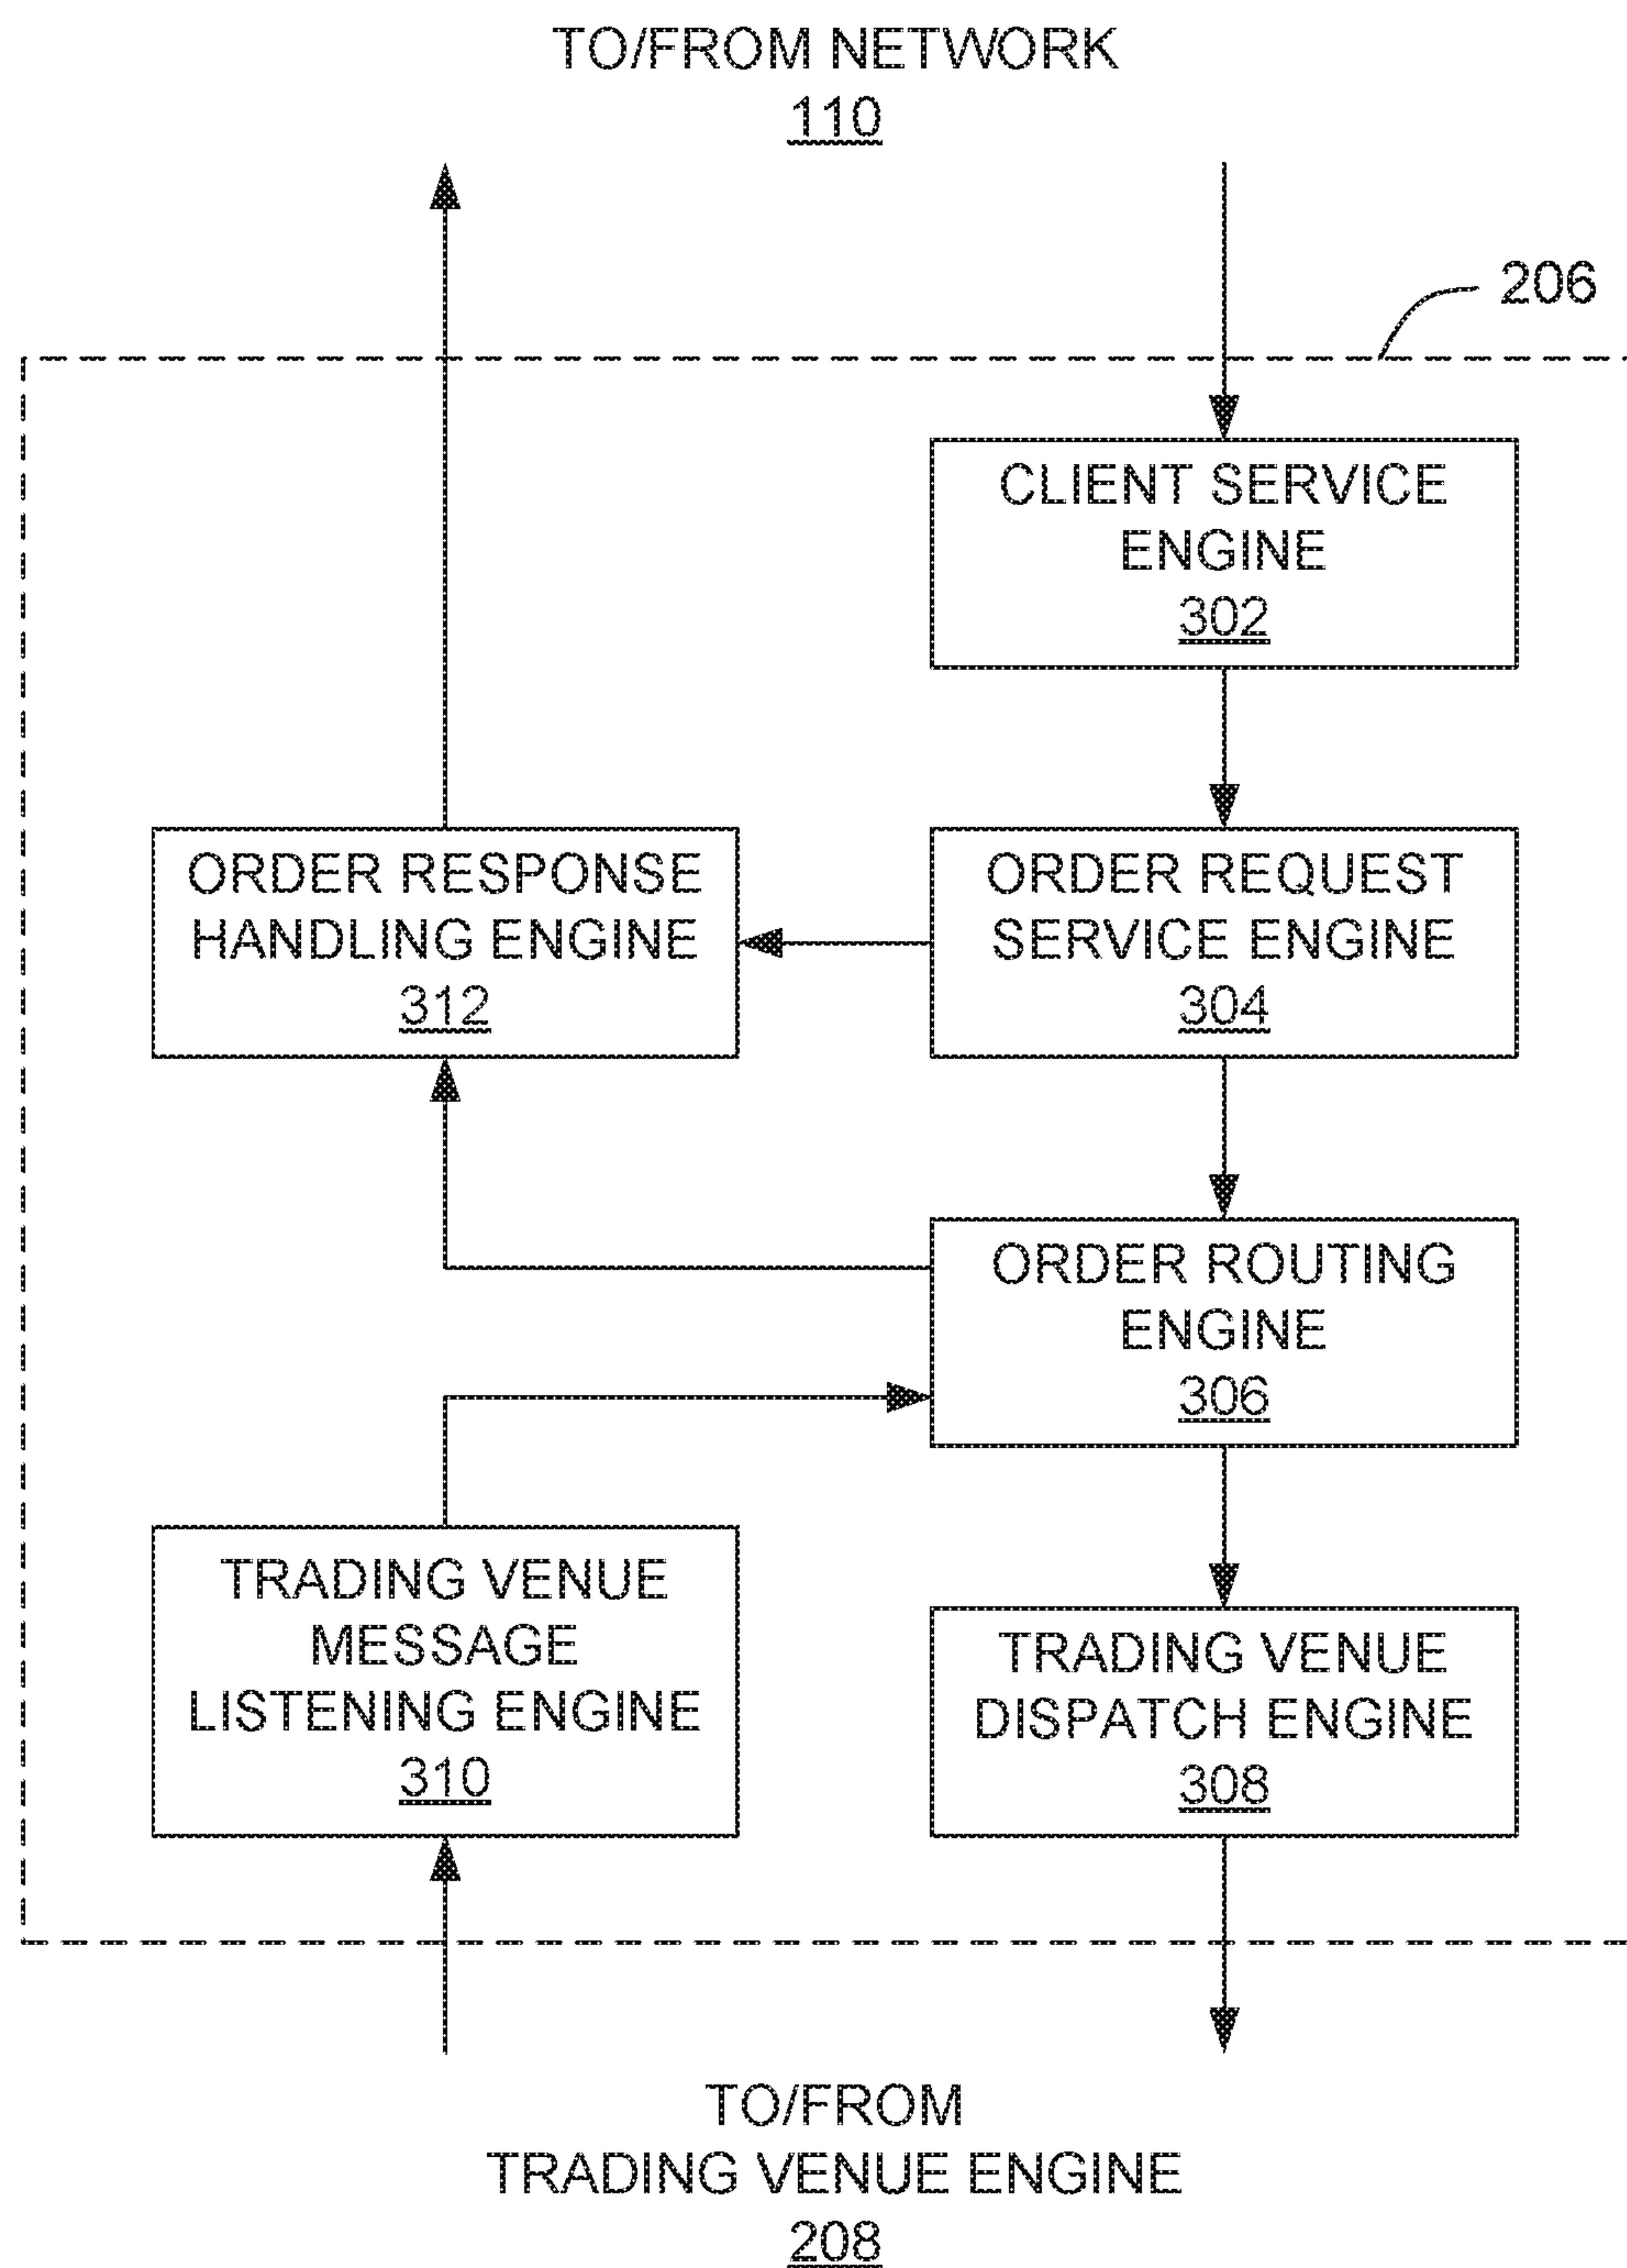 TO/FROM NETWORK
110
206
CLIENT SERVICE
ENGINE
302
ORDER RESPONSE
HANDLING ENGINE
312
ORDER REQUEST
SERVICE ENGINE
304
ORDER ROUTING
ENGINE
306
TRADING VENUE
MESSAGE
LISTENING ENGINE
310
TRADING VENUE
DISPATCH ENGINE
308
TO/FROM
TRADING VENUE ENGINE
208